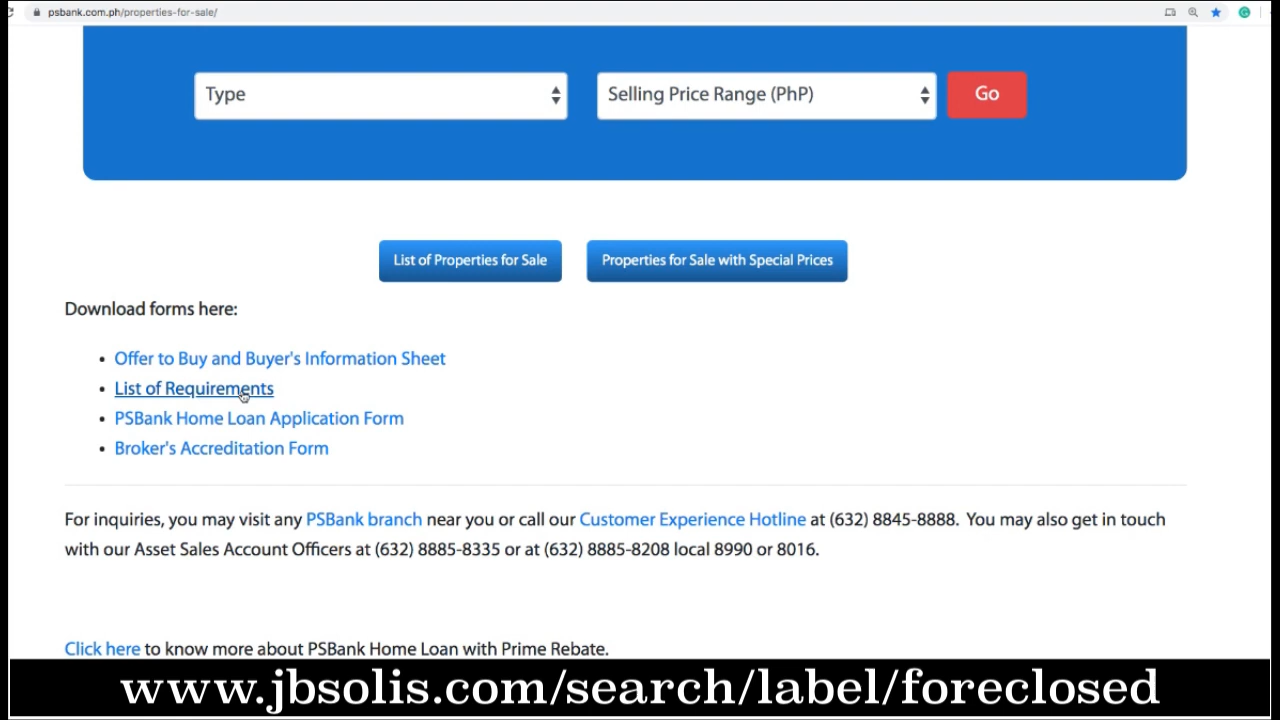 psbank.com.ph/properties-for-sale/
Type
Selling Price Range (PhP)
Go
List of Properties for Sale
Properties for Sale with Special Prices
Download forms here:
• Offer to Buy and Buyer's Information Sheet
• List of Requirements
• PSBank Home Loan Application Form
• Broker's Accreditation Form
For inquiries, you may visit any PSBank branch near you or call our Customer Experience Hotline at (632) 8845-8888. You may also get in touch
with our Asset Sales Account Officers at (632) 8885-8335 or at (632) 8885-8208 local 8990 or 8016.
Click here to know more about PSBank Home Loan with Prime Rebate.
www.jbsolis.com/search/label/foreclosed